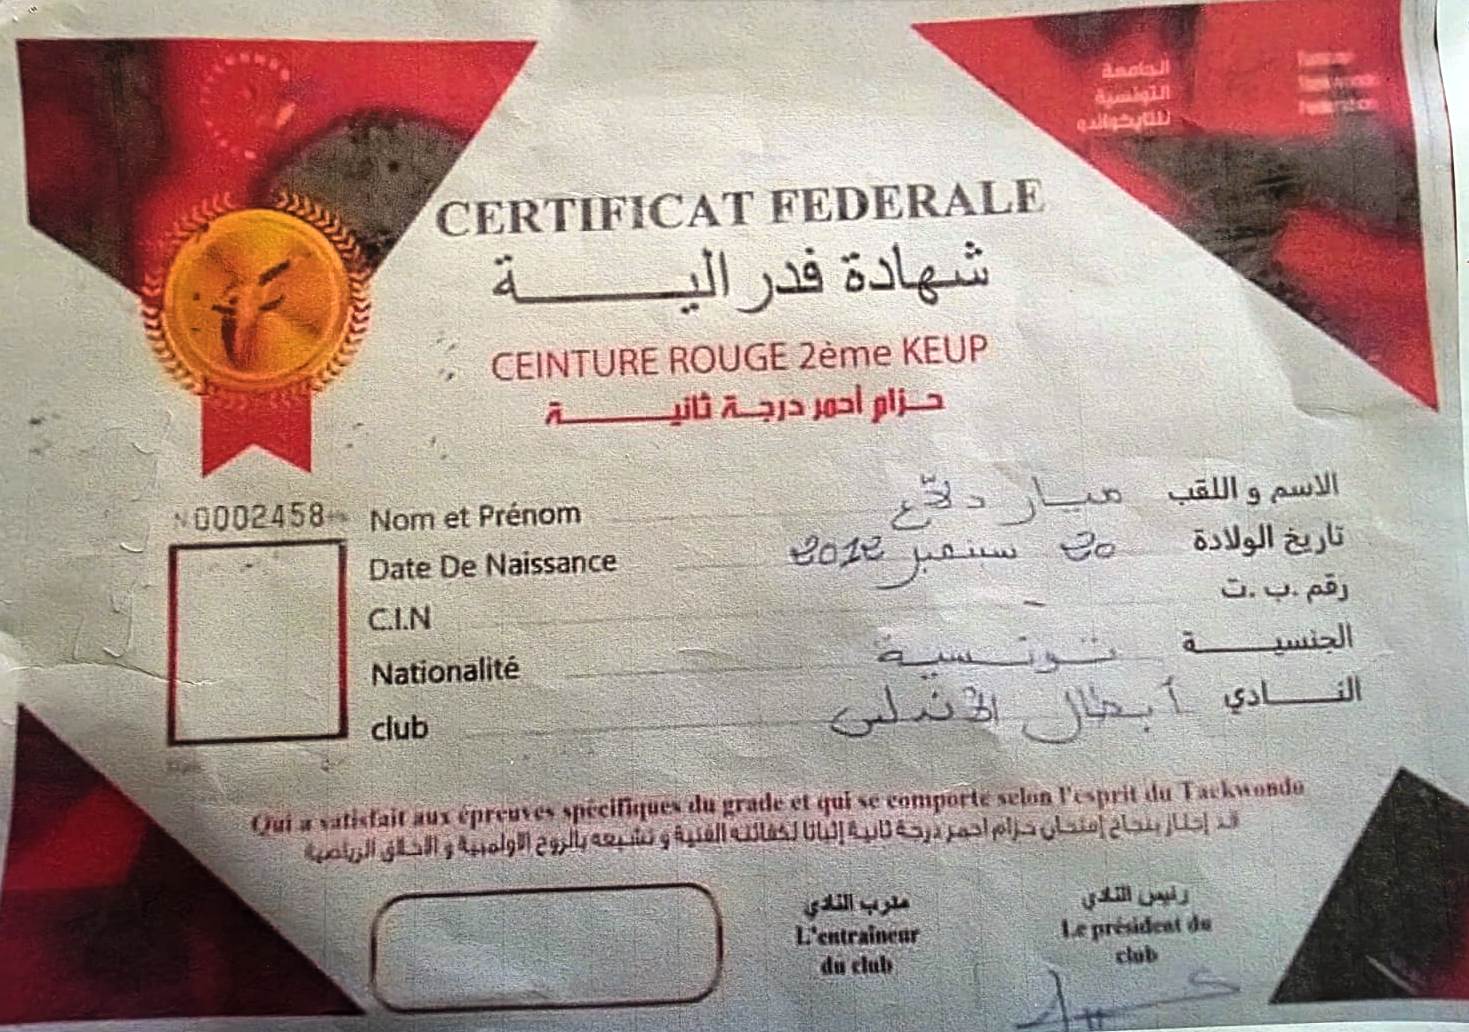 الجامعة
التونسية
للتايكواندو
CERTIFICAT FEDERALE
شهادة فدرالية
CEINTURE ROUGE 2ème KEUP
حزام أحمر درجة ثانية
الاسم و اللقب ميار
N0002458 Nom et Prénom
تاريخ الولادة 20 سبتمبر 2012
Date De Naissance
رقم ب. ت. -
C.I.N
الجنسية تونسية
Nationalité
النادي أبطال الأندلس
club
Qui a satisfait aux épreuves spécifiques du grade et qui se comporte selon l'esprit du Taekwondo
قد إجتاز بنجاح إمتحان حزام أحمر درجة ثانية إثباتا لكفائته الفنية و تشبعه بالروح الأولمبية و الأخلاق الرياضية
رئيس النادي
مدرب النادي
Le président du
club
L'entraîneur
du club